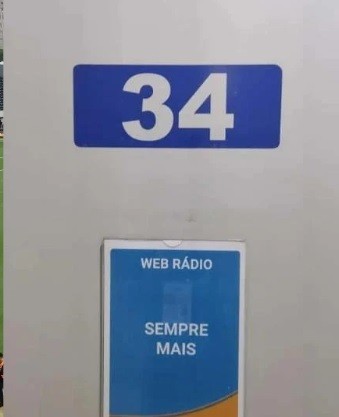 34
WEB RÁDIO
SEMPRE
MAIS